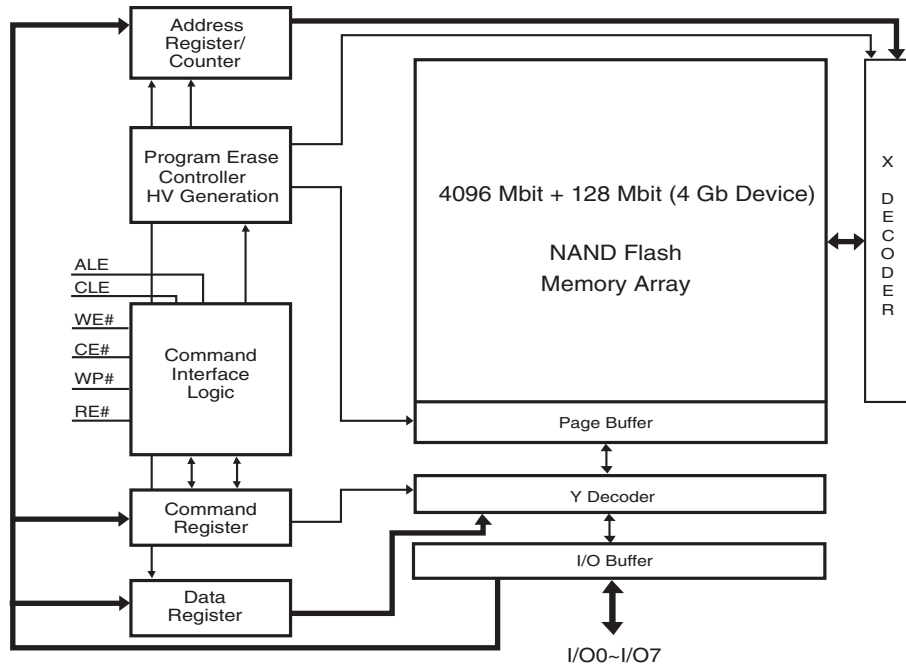 Address
Register/
Counter
Program Erase
Controller
HV Generation
ALE
CLE
WE#
CE#
WP#
RE#
Command
Interface
Logic
Command
Register
Data
Register
4096 Mbit + 128 Mbit (4 Gb Device)
NAND Flash
Memory Array
Page Buffer
Y Decoder
I/O Buffer
I/O0~I/O7
X
DECODER